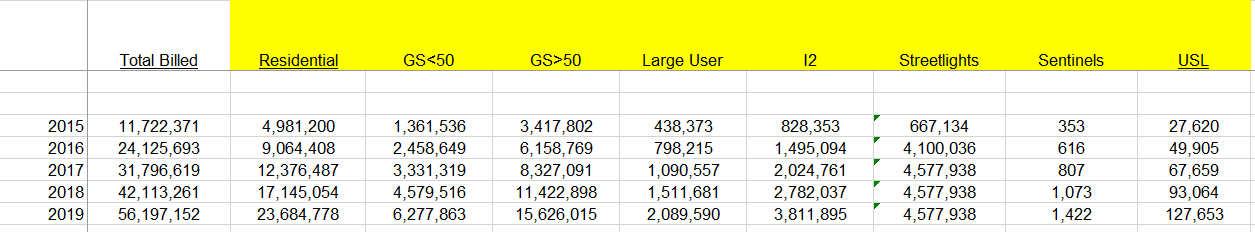 Total Billed Residential GS<50 GS>50 Large User I2 Streetlights Sentinels USL
2015 11,722,371 4,981,200 1,361,536 3,417,802 438,373 828,353 667,134 353 27,620
2016 24,125,693 9,064,408 2,458,649 6,158,769 798,215 1,495,094 4,100,036 616 49,905
2017 31,796,619 12,376,487 3,331,319 8,327,091 1,090,557 2,024,761 4,577,938 807 67,659
2018 42,113,261 17,145,054 4,579,516 11,422,898 1,511,681 2,782,037 4,577,938 1,073 93,064
2019 56,197,152 23,684,778 6,277,863 15,626,015 2,089,590 3,811,895 4,577,938 1,422 127,653